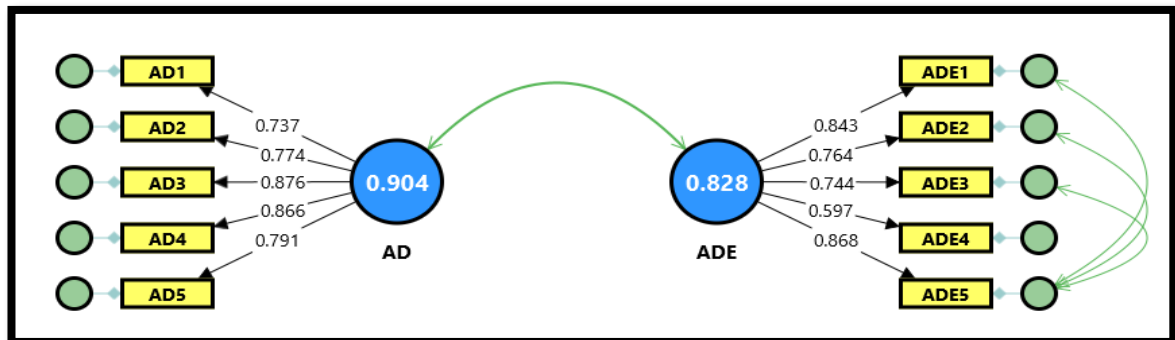 AD1
AD2
AD3
AD4
AD5
0.737
0.774
0.876
0.866
0.791
0.904
AD
0.828
ADE
0.843
0.764
0.744
0.597
0.868
ADE1
ADE2
ADE3
ADE4
ADE5